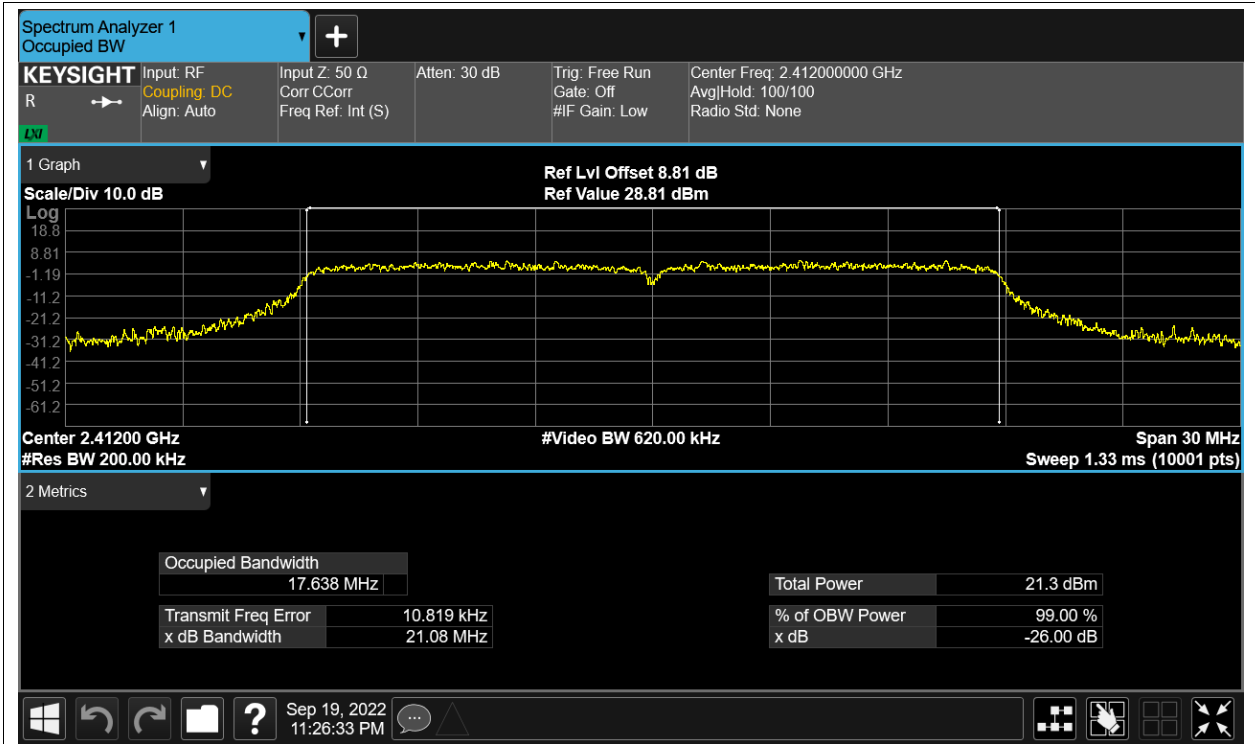 Spectrum Analyzer 1
Occupied BW
KEYSIGHT
R
LXI
Input: RF
Coupling: DC
Align: Auto
Input Z: 50 Ω
Corr CCorr
Freq Ref: Int (S)
Atten: 30 dB
Trig: Free Run
Gate: Off
#IF Gain: Low
Center Freq: 2.412000000 GHz
Avg|Hold: 100/100
Radio Std: None
1 Graph
Scale/Div 10.0 dB
Ref Lvl Offset 8.81 dB
Ref Value 28.81 dBm
Log
18.8
8.81
-1.19
-11.2
-21.2
-31.2
-41.2
-51.2
-61.2
Center 2.41200 GHz
#Video BW 620.00 kHz
Span 30 MHz
#Res BW 200.00 kHz
Sweep 1.33 ms (10001 pts)
2 Metrics
Occupied Bandwidth
17.638 MHz
Transmit Freq Error 10.819 kHz
x dB Bandwidth 21.08 MHz
Total Power 21.3 dBm
% of OBW Power 99.00 %
x dB -26.00 dB
?
Sep 19, 2022
11:26:33 PM